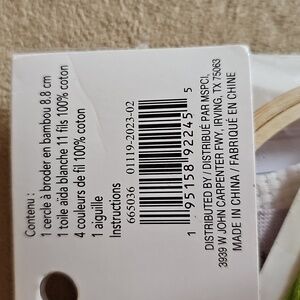 Contenu :
1 cercle à broder en bambou 8.8 cm
1 toile aïda blanche 11 fils 100% coton
4 couleurs de fil 100% coton
1 aiguille
Instructions
665036 01119-2023-02
1 95158 92245 5
DISTRIBUTED BY / DISTRIBUÉ PAR MSPCI,
3939 W JOHN CARPENTER FWY, IRVING, TX 75063
MADE IN CHINA / FABRIQUÉ EN CHINE